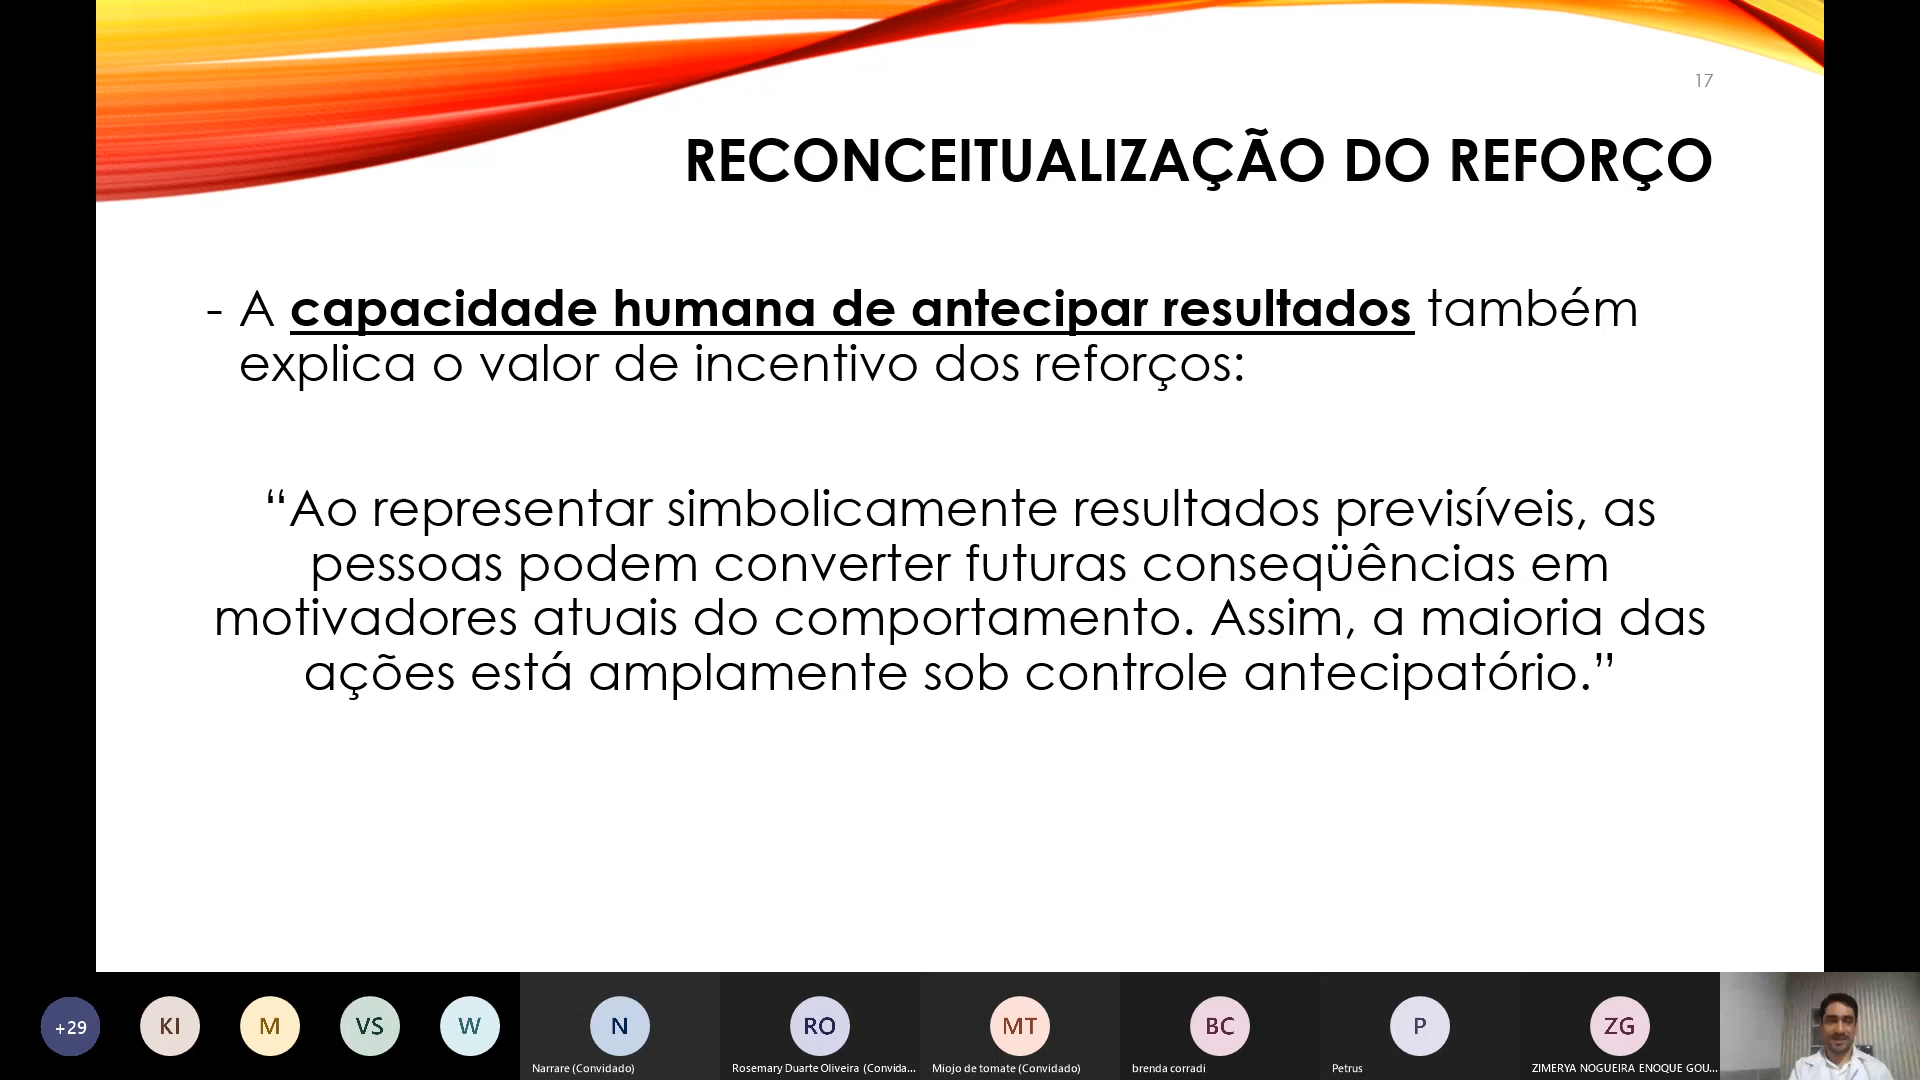 17
RECONCEITUALIZAÇÃO DO REFORÇO
- A capacidade humana de antecipar resultados também
explica o valor de incentivo dos reforços:
“Ao representar simbolicamente resultados previsíveis, as
pessoas podem converter futuras conseqüências em
motivadores atuais do comportamento. Assim, a maioria das
ações está amplamente sob controle antecipatório.”
+29
KI
M
VS
W
N
RO
MT
BC
P
ZG
Narrare (Convidado)
Rosemary Duarte Oliveira (Convida...
Miojo de tomate (Convidado)
brenda corradi
Petrus
ZIMERYA NOGUEIRA ENOQUE GOU...